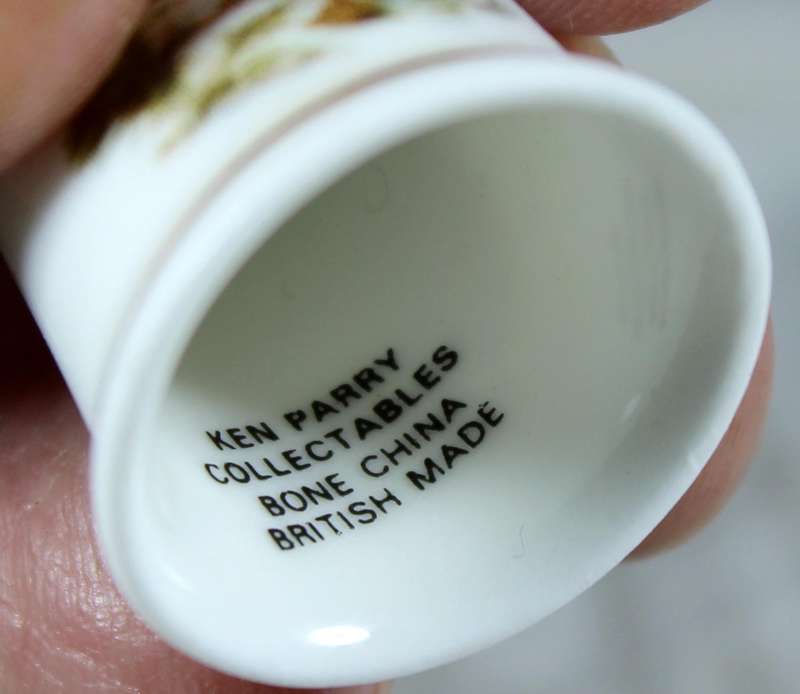 KEN PARRY
COLLECTABLES
BONE CHINA
BRITISH MADE